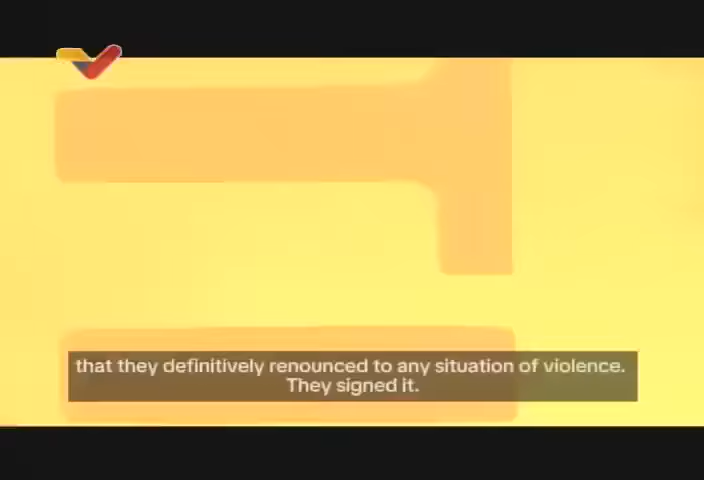 that they definitively renounced to any situation of violence.
They signed it.